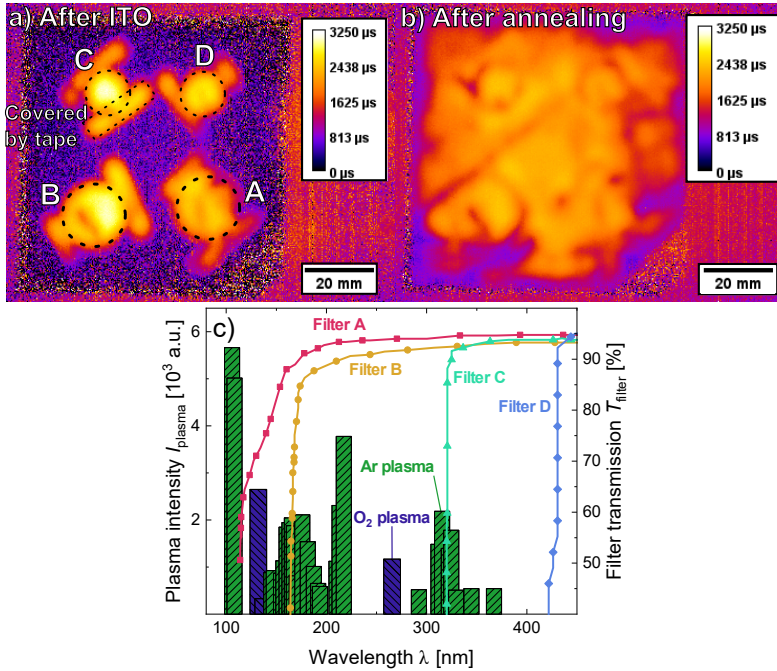 a) After ITO
C
D
Covered
by tape
B
A
3250 µs
2438 µs
1625 µs
813 µs
0 µs
20 mm
b) After annealing
3250 µs
2438 µs
1625 µs
813 µs
0 µs
20 mm
c)
Filter A
Filter B
Filter C
Filter D
Ar plasma
O₂ plasma
Plasma intensity I_plasma [10³ a.u.]
6
4
2
Filter transmission T_filter [%]
90
80
70
60
50
100
200
300
400
Wavelength λ [nm]